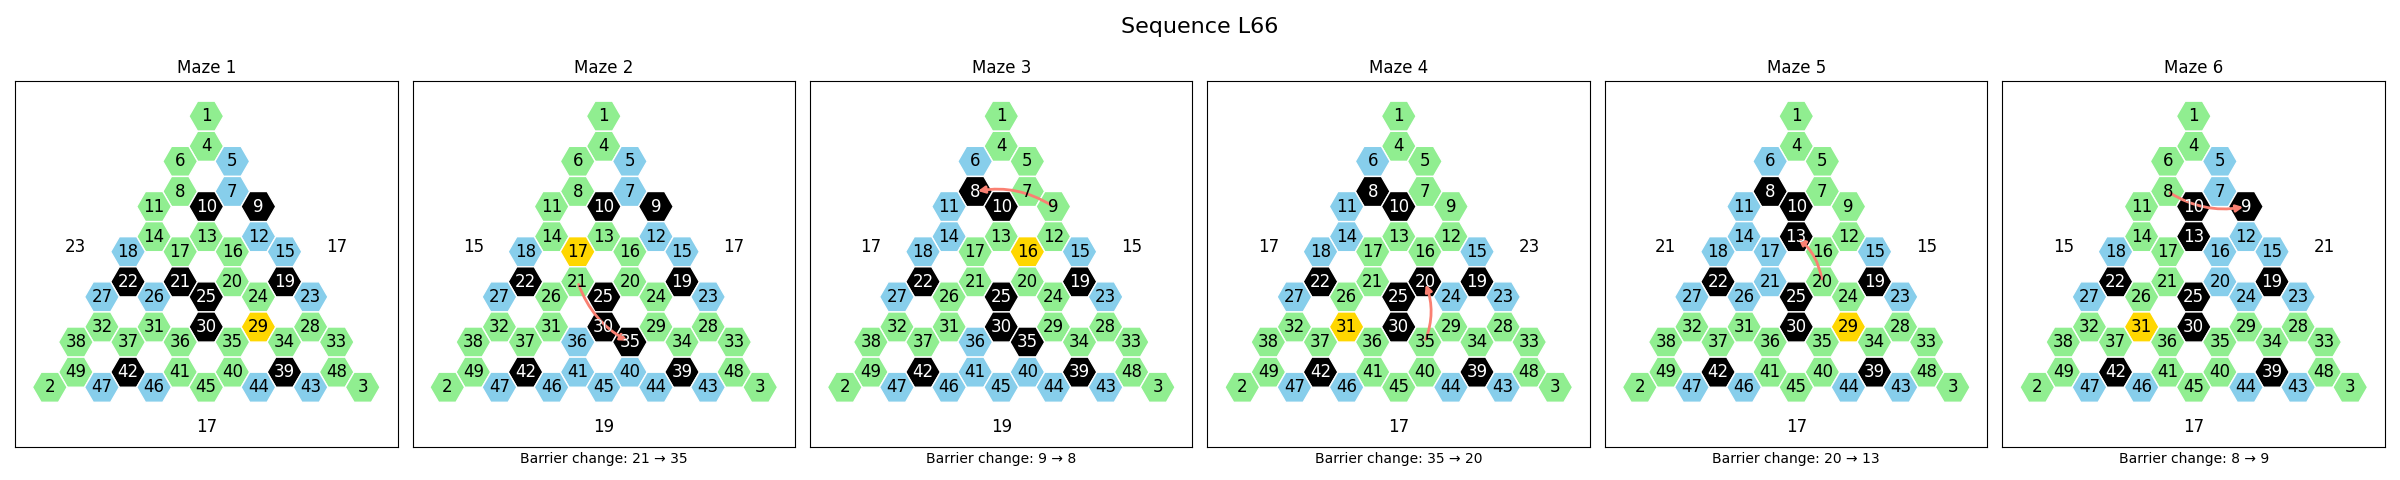 Sequence L66
Maze 1
1
4
6 5
8 7
11 10 9
14 13 12
23 17
18 17 16 15
22 21 20 19
27 26 25 24 23
32 31 30 29 28
38 37 36 35 34 33
49 42 41 40 39 48
2 47 46 45 44 43 3
17
Maze 2
1
4
6 5
8 7
11 10 9
14 13 12
15 17
18 17 16 15
22 21 20 19
27 26 25 24 23
32 31 30 29 28
38 37 36 35 34 33
49 42 41 40 39 48
2 47 46 45 44 43 3
19
Barrier change: 21 → 35
Maze 3
1
4
6 5
8 7
11 10 9
14 13 12
17 15
18 17 16 15
22 21 20 19
27 26 25 24 23
32 31 30 29 28
38 37 36 35 34 33
49 42 41 40 39 48
2 47 46 45 44 43 3
19
Barrier change: 9 → 8
Maze 4
1
4
6 5
8 7
11 10 9
14 13 12
17 23
18 17 16 15
22 21 20 19
27 26 25 24 23
32 31 30 29 28
38 37 36 35 34 33
49 42 41 40 39 48
2 47 46 45 44 43 3
17
Barrier change: 35 → 20
Maze 5
1
4
6 5
8 7
11 10 9
14 13 12
21 15
18 17 16 15
22 21 20 19
27 26 25 24 23
32 31 30 29 28
38 37 36 35 34 33
49 42 41 40 39 48
2 47 46 45 44 43 3
17
Barrier change: 20 → 13
Maze 6
1
4
6 5
8 7
11 10 9
14 13 12
15 21
18 17 16 15
22 21 20 19
27 26 25 24 23
32 31 30 29 28
38 37 36 35 34 33
49 42 41 40 39 48
2 47 46 45 44 43 3
17
Barrier change: 8 → 9